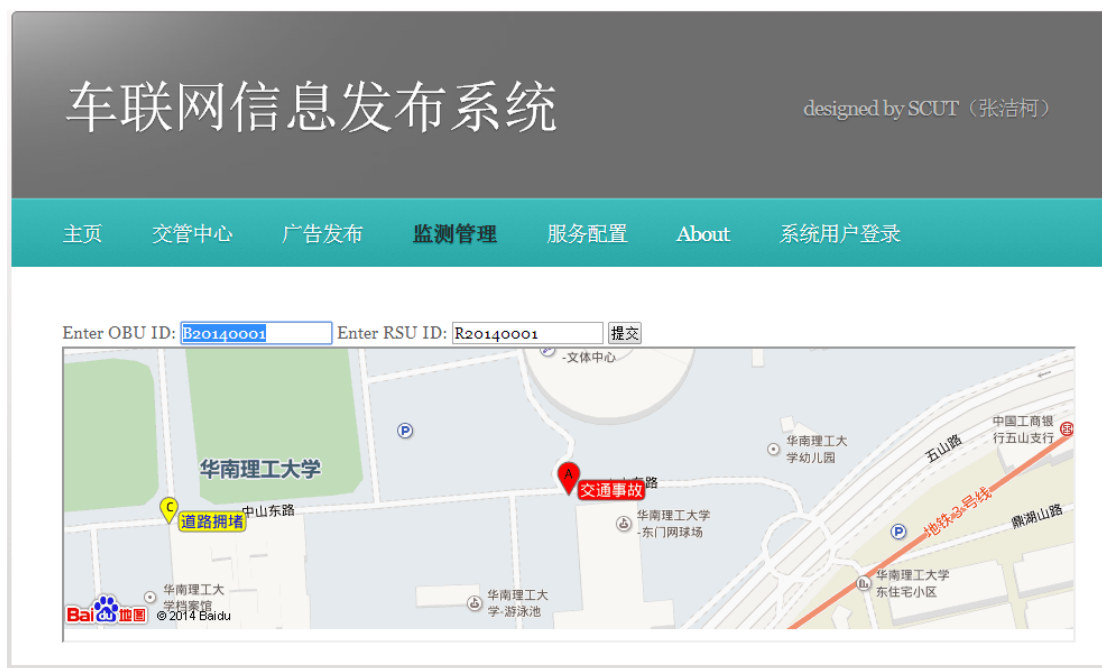 车联网信息发布系统
designed by SCUT（张洁柯）
主页 交管中心 广告发布 监测管理 服务配置 About 系统用户登录
Enter OBU ID: B20140001 Enter RSU ID: R20140001 提交
-文体中心
P
中国工商银
行五山支行
华南理工大
学幼儿园
五山路
华南理工大学
A
交通事故
路
C
道路拥堵
中山东路
华南理工大学
-东门网球场
地铁3号线
鼎湖山路
P
华南理工大学
东住宅小区
华南理工大
学档案馆
华南理工大
学-游泳池
Bai du 地图 © 2014 Baidu